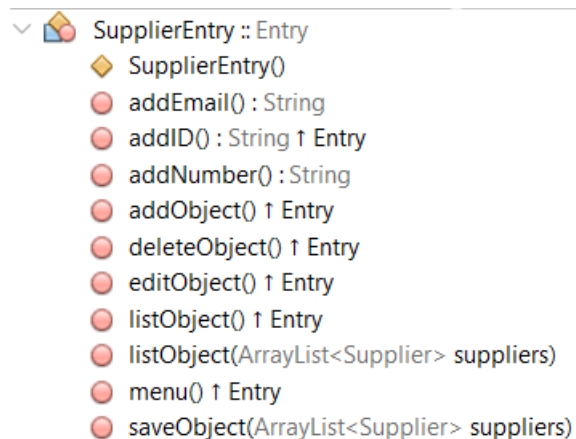 SupplierEntry :: Entry
SupplierEntry()
addEmail() : String
addID() : String ↑ Entry
addNumber() : String
addObject() ↑ Entry
deleteObject() ↑ Entry
editObject() ↑ Entry
listObject() ↑ Entry
listObject(ArrayList<Supplier> suppliers)
menu() ↑ Entry
saveObject(ArrayList<Supplier> suppliers)